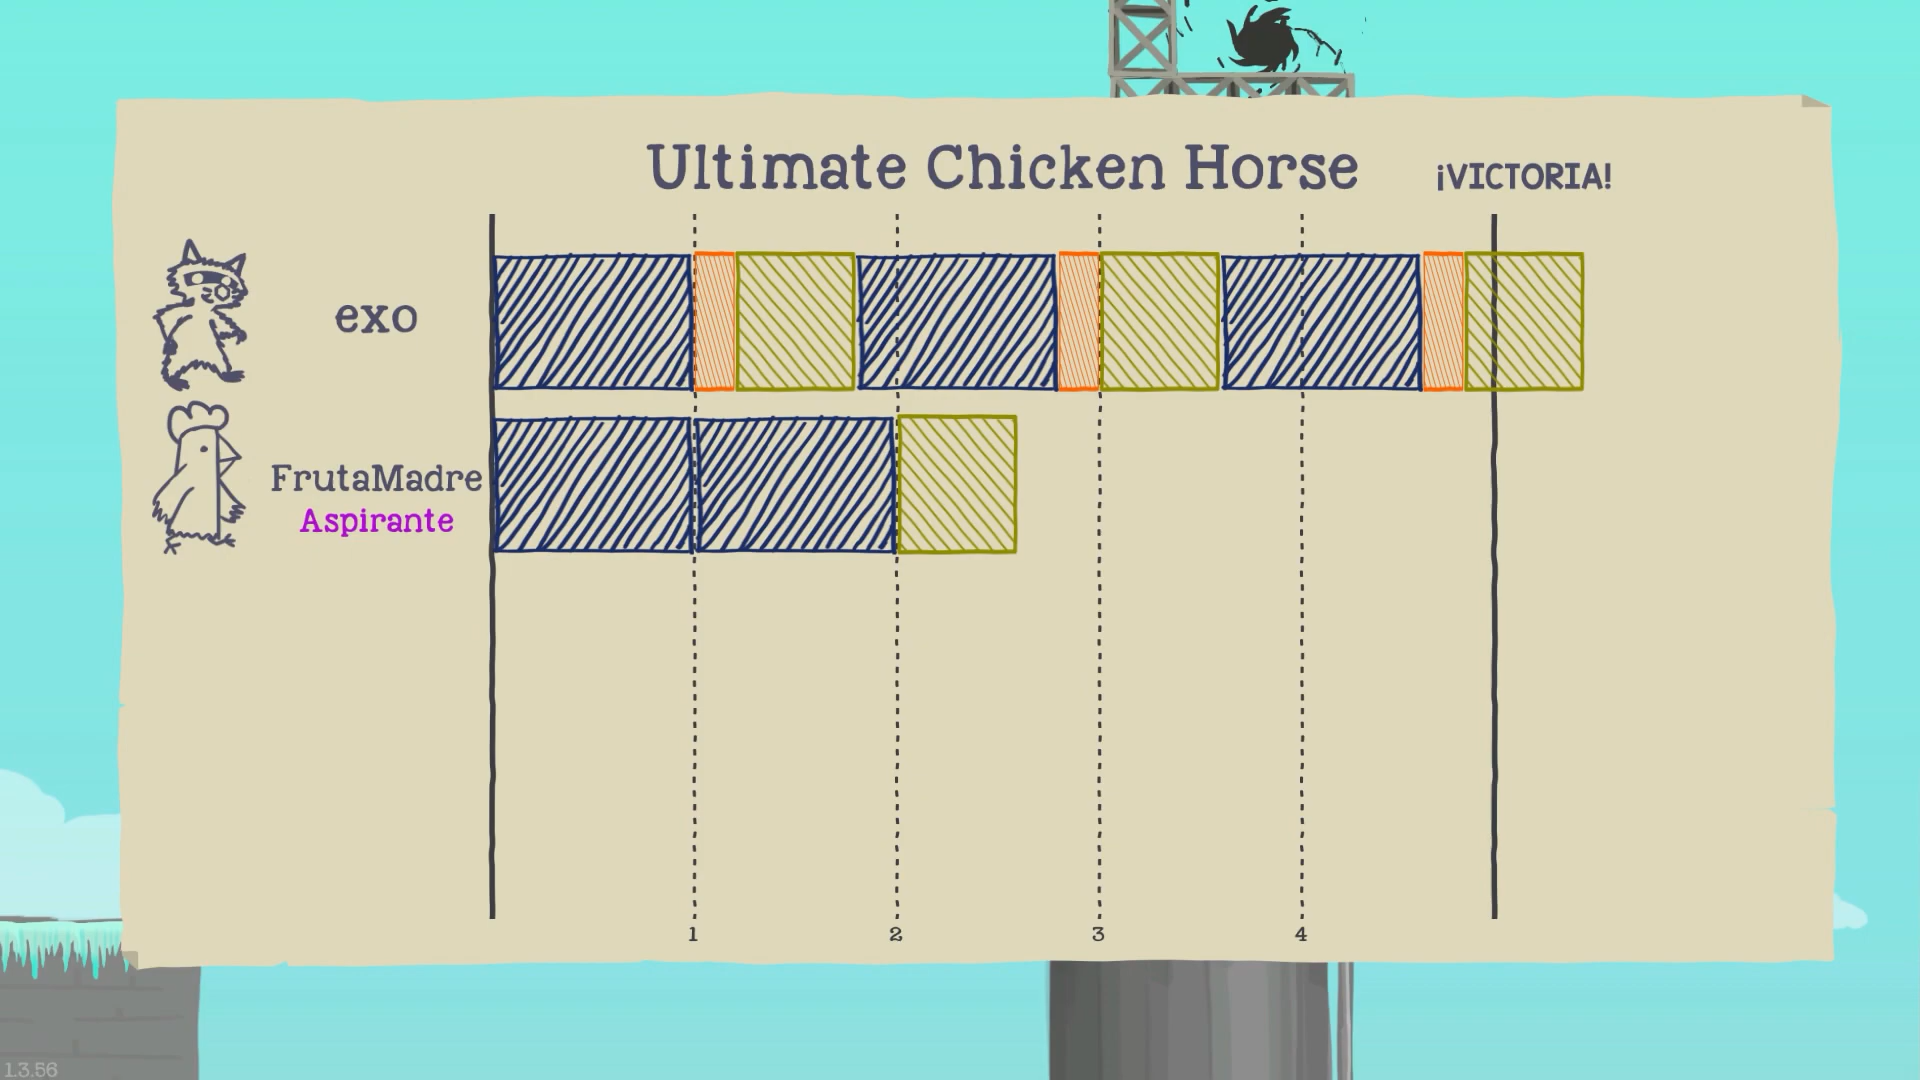 Ultimate Chicken Horse
¡VICTORIA!
exo
FrutaMadre
Aspirante
1 2 3 4
1.3.56